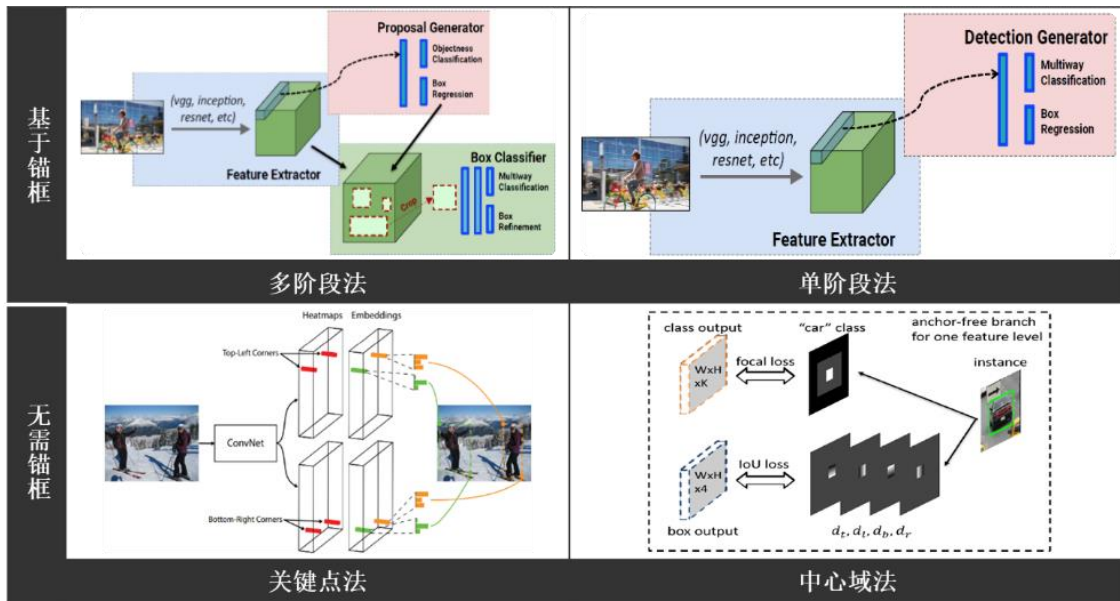 基于锚框
Proposal Generator
Objectness
Classification
Box
Regression
(vgg, inception,
resnet, etc)
Feature Extractor
Box Classifier
Multiway
Classification
Crop
Box
Refinement
多阶段法
Detection Generator
Multiway
Classification
Box
Regression
(vgg, inception,
resnet, etc)
Feature Extractor
单阶段法
无需锚框
Heatmaps
Embeddings
Top-Left Corners
ConvNet
Bottom-Right Corners
关键点法
class output
"car" class
anchor-free branch
for one feature level
instance
WxH
xK
focal loss
WxH
x4
IoU loss
box output
d_t, d_l, d_b, d_r
中心域法